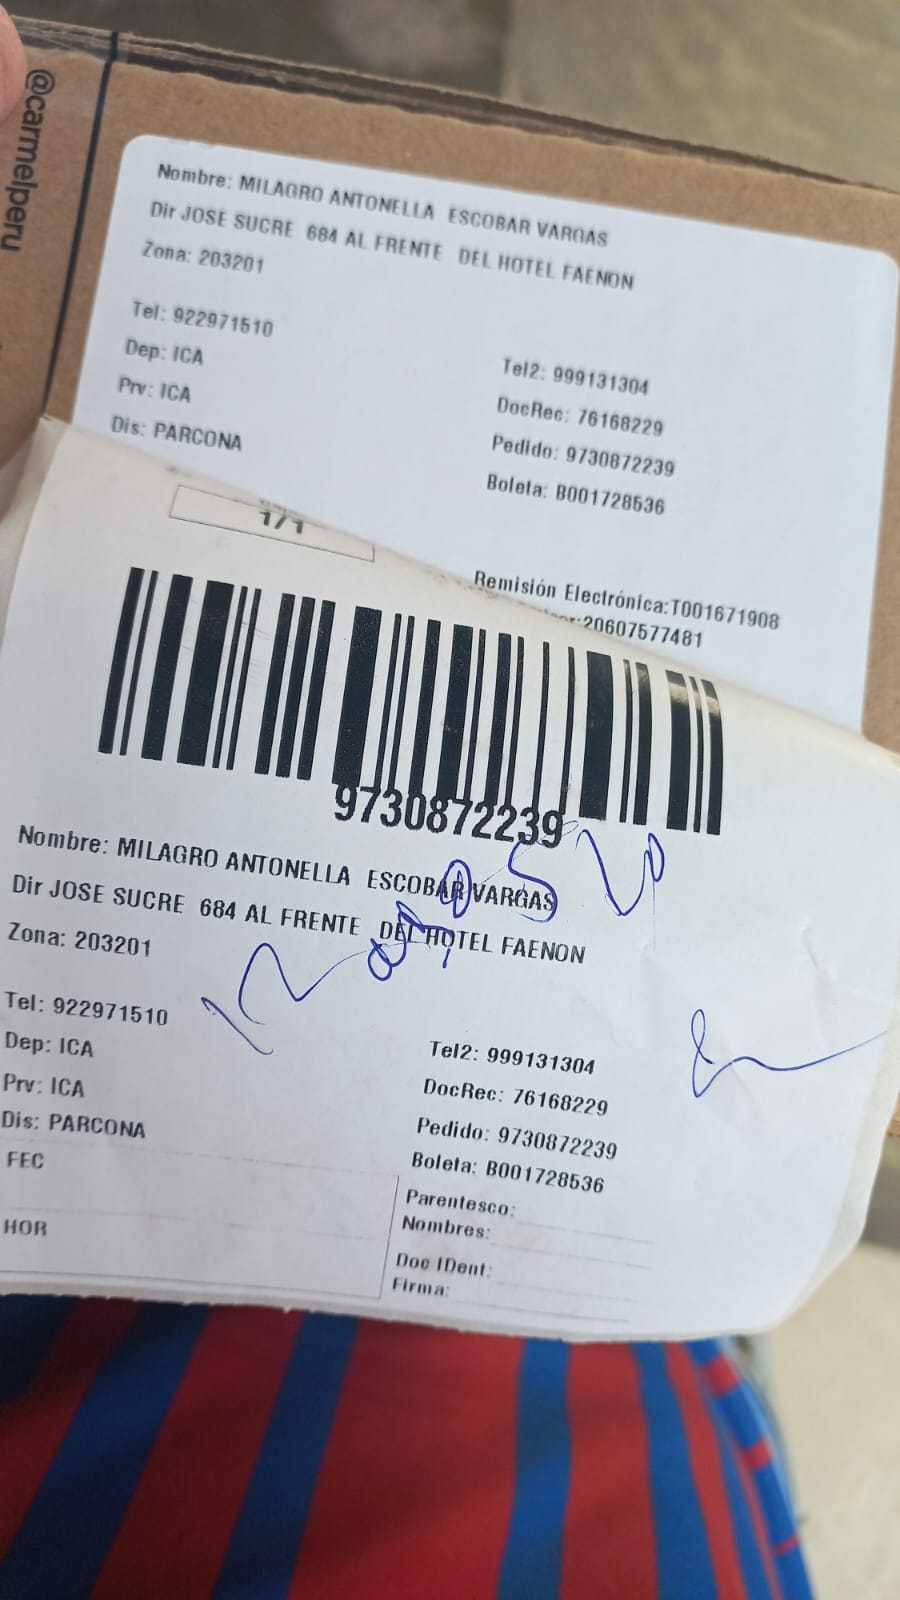 @carmelperu
Nombre: MILAGRO ANTONELLA ESCOBAR VARGAS
Dir JOSE SUCRE 684 AL FRENTE DEL HOTEL FAENON
Zona: 203201
Tel: 922971510
Dep: ICA
Prv: ICA
Dis: PARCONA
Tel2: 999131304
DocRec: 76168229
Pedido: 9730872239
Boleta: B001728536
Remisión Electrónica:T001671908
:20607577481
1/1
9730872239
Nombre: MILAGRO ANTONELLA ESCOBAR VARGAS
Dir JOSE SUCRE 684 AL FRENTE DEL HOTEL FAENON
Zona: 203201
Tel: 922971510
Dep: ICA
Prv: ICA
Dis: PARCONA
FEC
HOR
Tel2: 999131304
DocRec: 76168229
Pedido: 9730872239
Boleta: B001728536
Parentesco:
Nombres:
Doc IDent:
Firma: